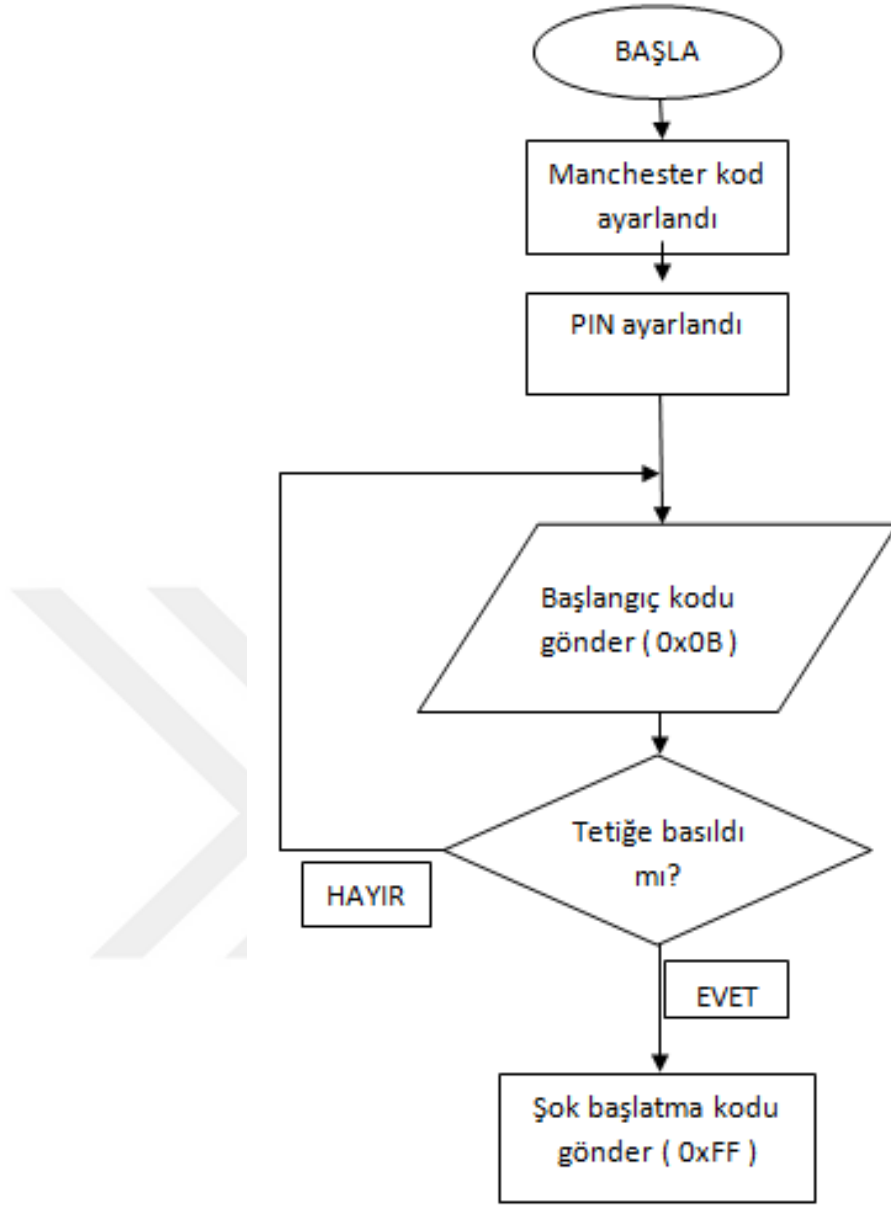 BAŞLA
Manchester kod
ayarlandı
PIN ayarlandı
Başlangıç kodu
gönder ( 0x0B )
Tetiğe basıldı
mı?
HAYIR
EVET
Şok başlatma kodu
gönder ( 0xFF )